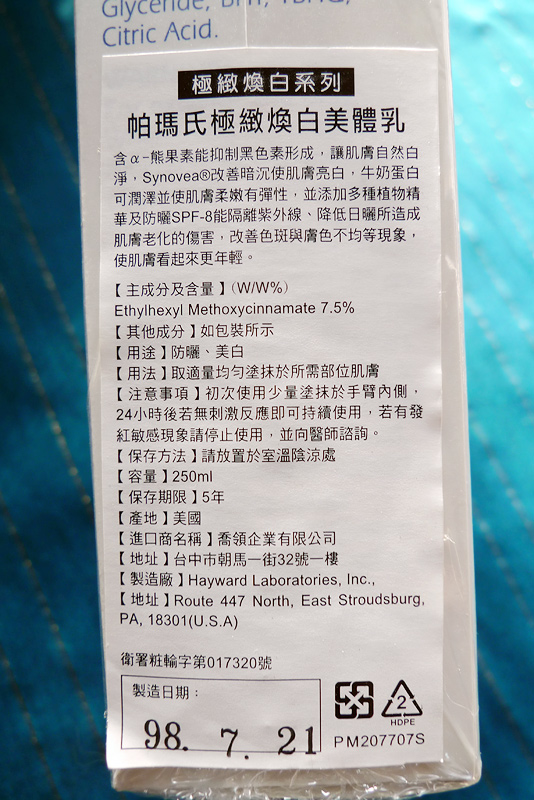 Glyceride, BHT, TBHQ,
Citric Acid.
極緻煥白系列
帕瑪氏極緻煥白美體乳
含α-熊果素能抑制黑色素形成，讓肌膚自然白
淨，Synovea®改善暗沉使肌膚亮白，牛奶蛋白
可潤澤並使肌膚柔嫩有彈性，並添加多種植物精
華及防曬SPF-8能隔離紫外線、降低日曬所造成
肌膚老化的傷害，改善色斑與膚色不均等現象，
使肌膚看起來更年輕。
【主成分及含量】(W/W%)
Ethylhexyl Methoxycinnamate 7.5%
【其他成分】如包裝所示
【用途】防曬、美白
【用法】取適量均勻塗抹於所需部位肌膚
【注意事項】初次使用少量塗抹於手臂內側，
24小時後若無刺激反應即可持續使用，若有發
紅敏感現象請停止使用，並向醫師諮詢。
【保存方法】請放置於室溫陰涼處
【容量】250ml
【保存期限】5年
【產地】美國
【進口商名稱】喬領企業有限公司
【地址】台中市朝馬一街32號一樓
【製造廠】Hayward Laboratories, Inc.,
【地址】Route 447 North, East Stroudsburg,
PA, 18301(U.S.A)
衛署粧輸字第017320號
製造日期：
98. 7. 21
2
HDPE
PM207707S